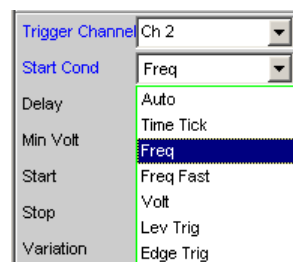 Trigger Channel Ch 2
Start Cond Freq
Delay Auto
Time Tick
Min Volt
Freq
Start Freq Fast
Volt
Stop
Lev Trig
Variation Edge Trig